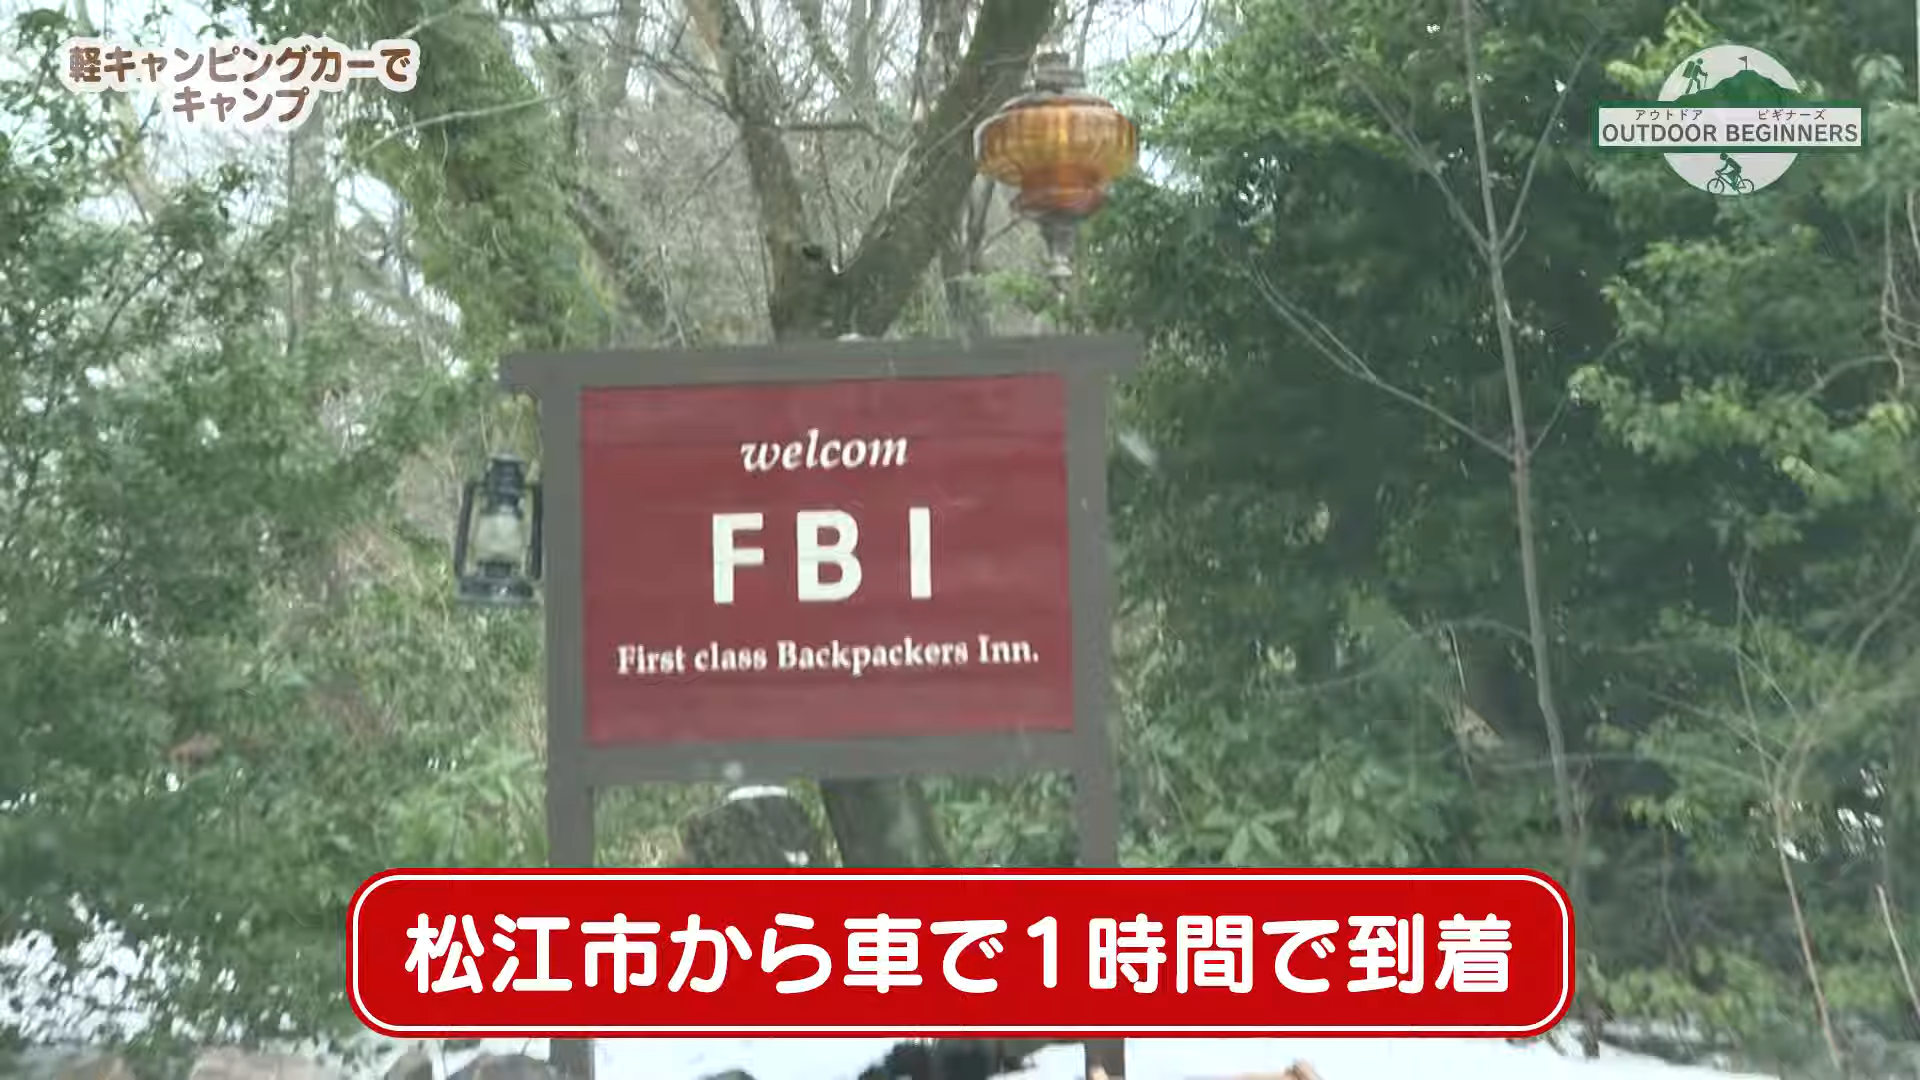 軽キャンピングカーで
キャンプ
アウトドア ビギナーズ
OUTDOOR BEGINNERS
welcom
FBI
First class Backpackers Inn.
松江市から車で1時間で到着